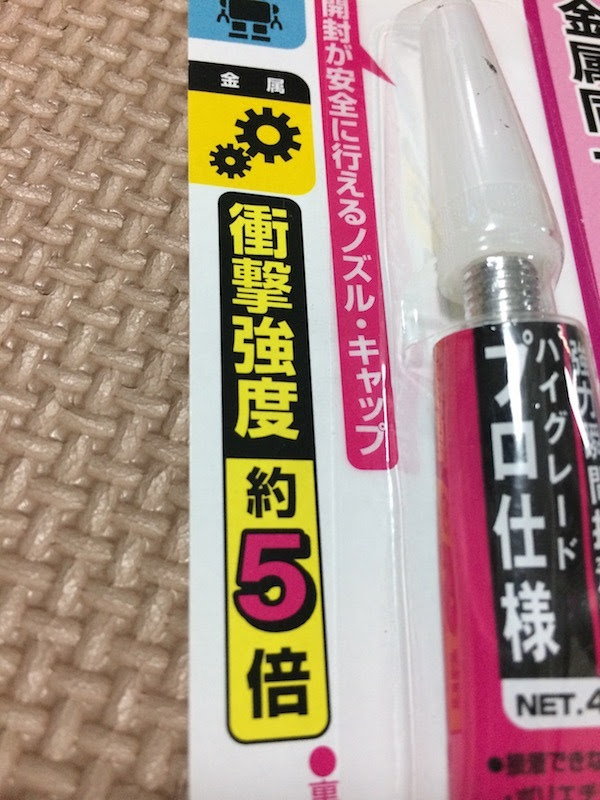 金属
開封が安全に行えるノズル・キャップ
衝撃強度
約5倍
ハイグレード
プロ仕様
NET.4